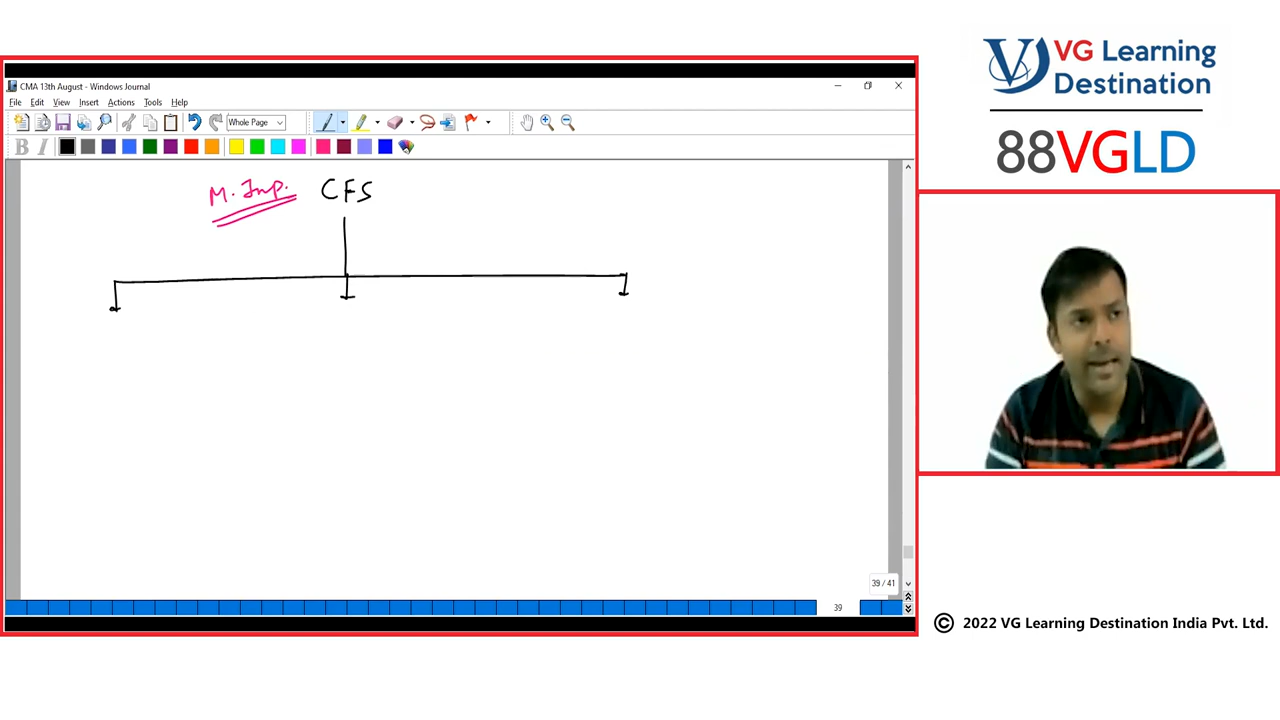 VG Learning
Destination
88VGLD
CMA 13th August - Windows Journal
File Edit View Insert Actions Tools Help
Whole Page
B I
M. Imp. CFS
39 / 41
39
© 2022 VG Learning Destination India Pvt. Ltd.